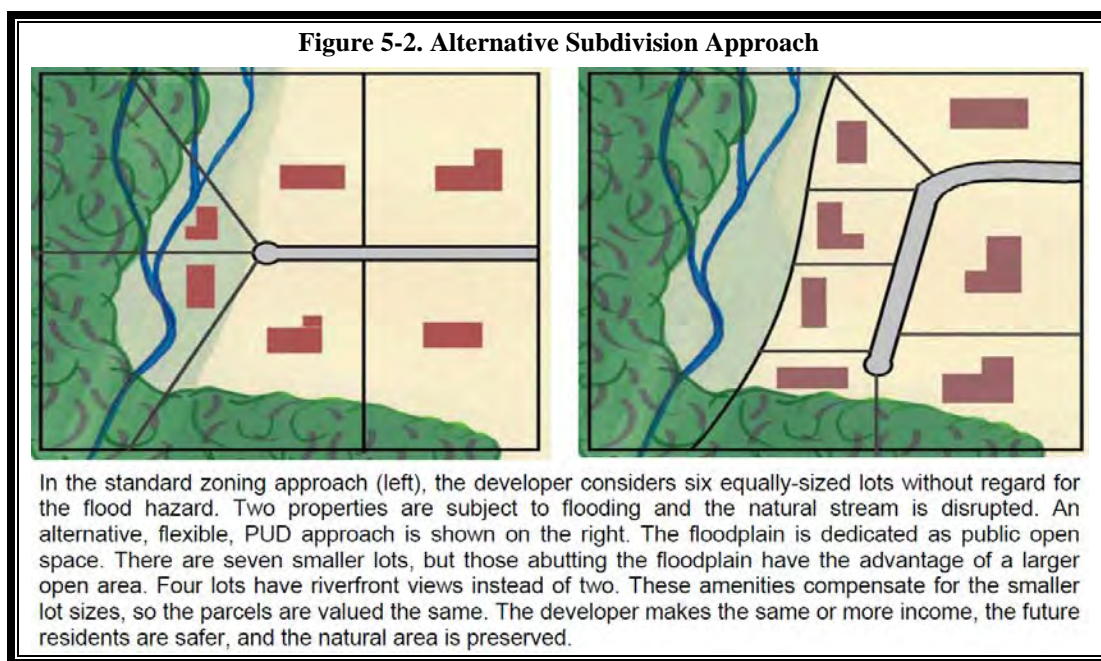 Figure 5-2. Alternative Subdivision Approach
In the standard zoning approach (left), the developer considers six equally-sized lots without regard for
the flood hazard. Two properties are subject to flooding and the natural stream is disrupted. An
alternative, flexible, PUD approach is shown on the right. The floodplain is dedicated as public open
space. There are seven smaller lots, but those abutting the floodplain have the advantage of a larger
open area. Four lots have riverfront views instead of two. These amenities compensate for the smaller
lot sizes, so the parcels are valued the same. The developer makes the same or more income, the future
residents are safer, and the natural area is preserved.